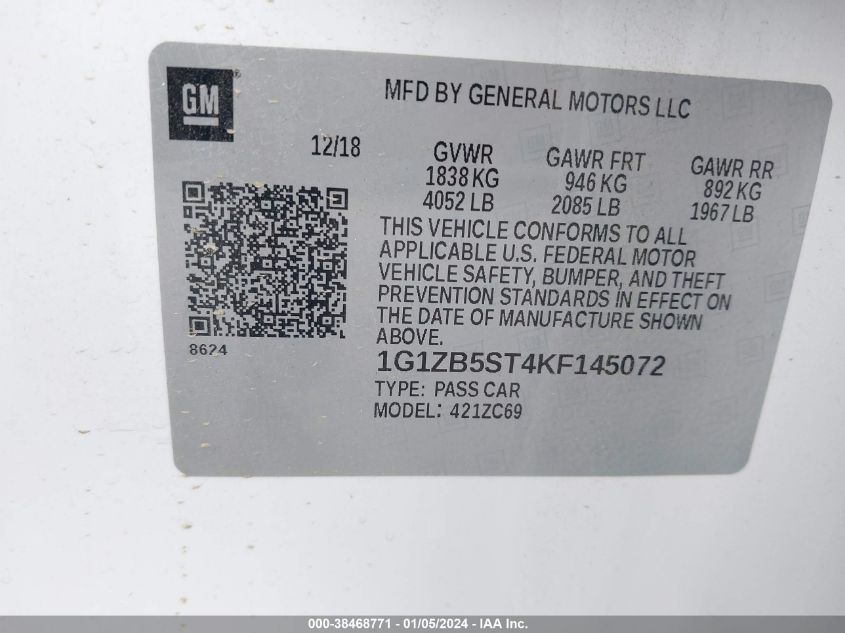 GM
MFD BY GENERAL MOTORS LLC
12/18
GVWR
1838 KG
4052 LB
GAWR FRT
946 KG
2085 LB
GAWR RR
892 KG
1967 LB
THIS VEHICLE CONFORMS TO ALL
APPLICABLE U.S. FEDERAL MOTOR
VEHICLE SAFETY, BUMPER, AND THEFT
PREVENTION STANDARDS IN EFFECT ON
THE DATE OF MANUFACTURE SHOWN
ABOVE.
8624
1G1ZB5ST4KF145072
TYPE: PASS CAR
MODEL: 421ZC69
000-38468771 - 01/05/2024 - IAA Inc.